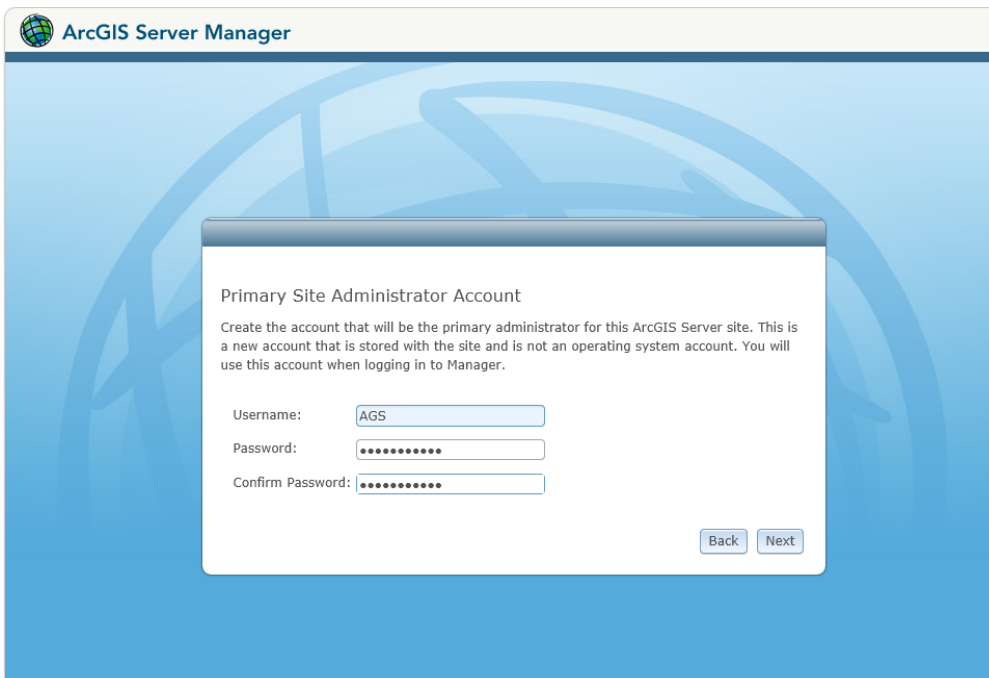 ArcGIS Server Manager
Primary Site Administrator Account
Create the account that will be the primary administrator for this ArcGIS Server site. This is
a new account that is stored with the site and is not an operating system account. You will
use this account when logging in to Manager.
Username: AGS
Password: •••••••••••
Confirm Password: •••••••••••
Back Next